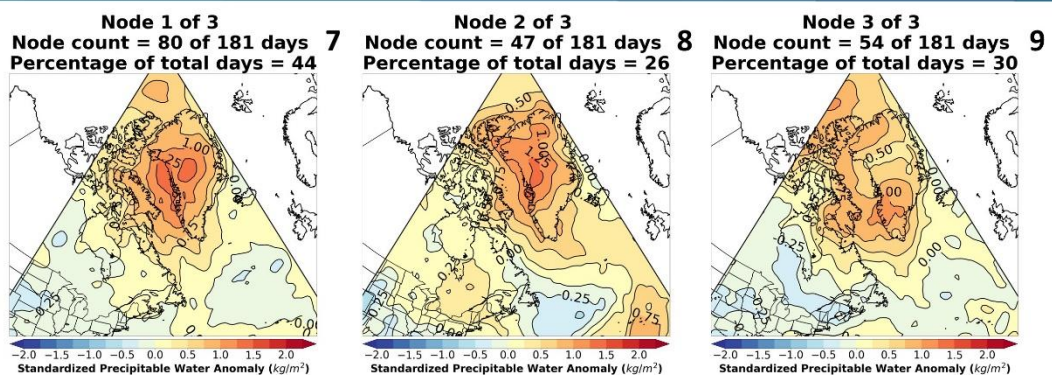 Node 1 of 3
Node count = 80 of 181 days 7
Percentage of total days = 44
1.00
0.00
−2.0 −1.5 −1.0 −0.5 0.0 0.5 1.0 1.5 2.0
Standardized Precipitable Water Anomaly (kg/m²)
Node 2 of 3
Node count = 47 of 181 days 8
Percentage of total days = 26
0.50
0.00
0.25
0.75
−2.0 −1.5 −1.0 −0.5 0.0 0.5 1.0 1.5 2.0
Standardized Precipitable Water Anomaly (kg/m²)
Node 3 of 3
Node count = 54 of 181 days 9
Percentage of total days = 30
0.50
0.00
0.25
0.00
−2.0 −1.5 −1.0 −0.5 0.0 0.5 1.0 1.5 2.0
Standardized Precipitable Water Anomaly (kg/m²)